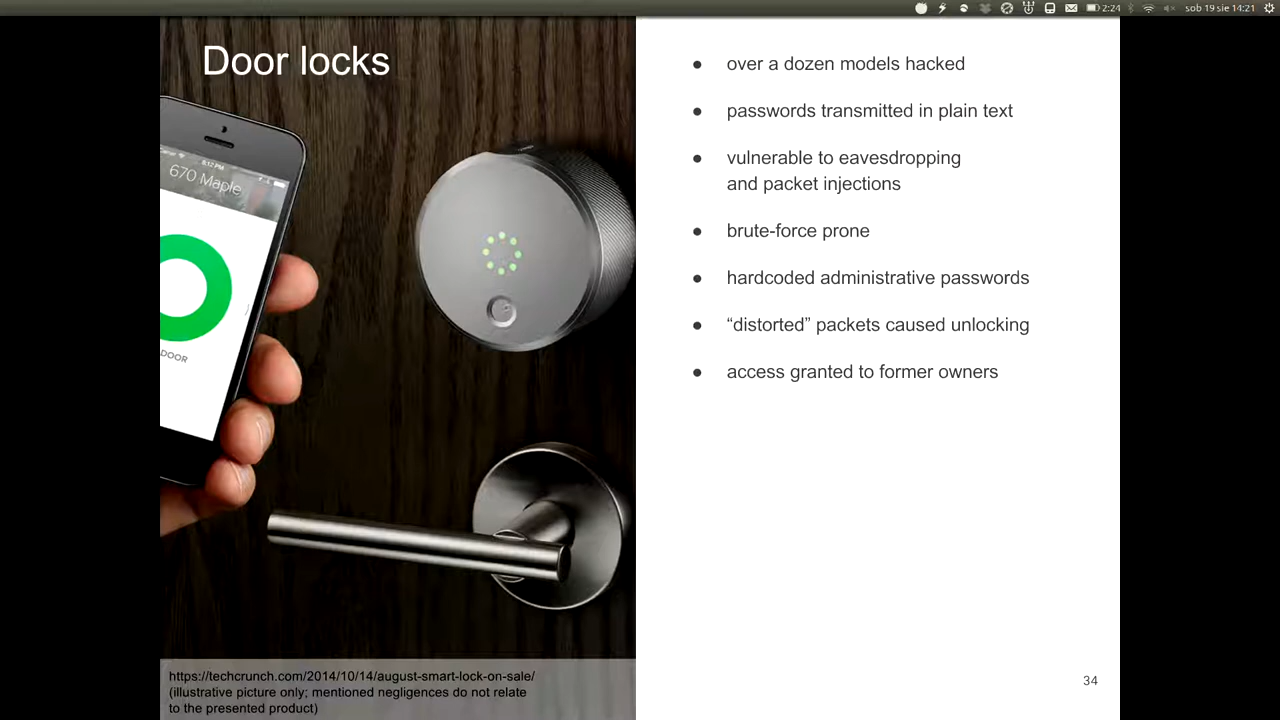 2:24
sob 19 sie 14:21
Door locks
9:12 PM
670 Maple
DOOR
● over a dozen models hacked
● passwords transmitted in plain text
● vulnerable to eavesdropping
and packet injections
● brute-force prone
● hardcoded administrative passwords
● “distorted” packets caused unlocking
● access granted to former owners
https://techcrunch.com/2014/10/14/august-smart-lock-on-sale/
(illustrative picture only; mentioned negligences do not relate
to the presented product)
34